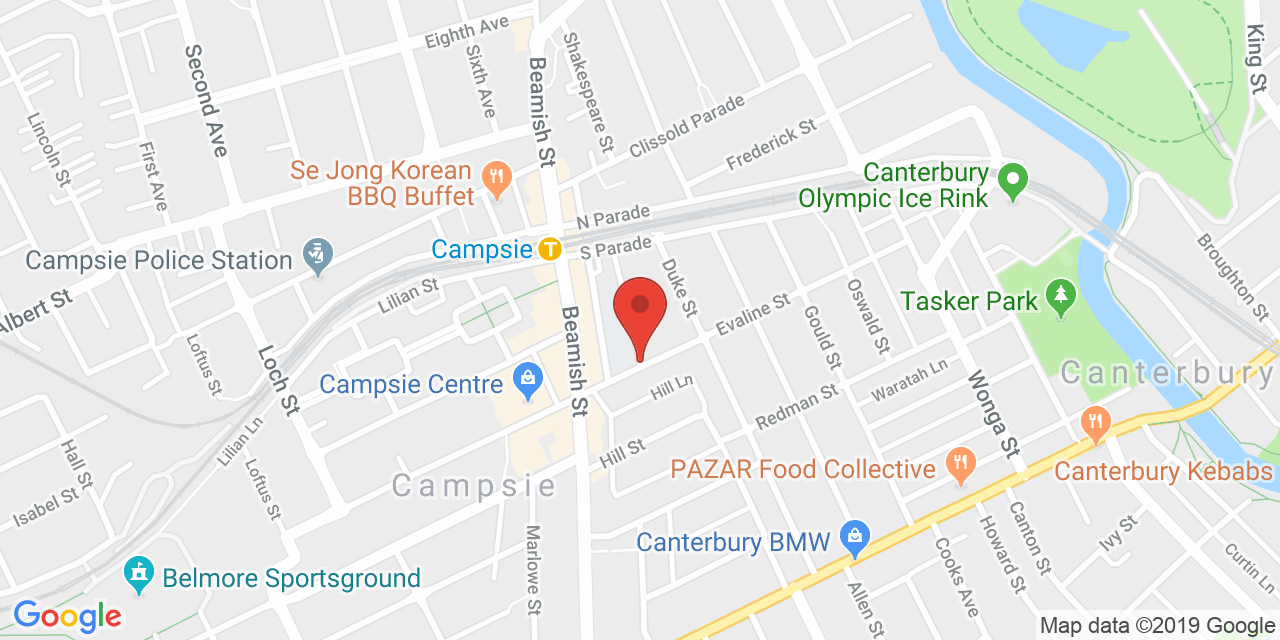 Eighth Ave
Second Ave
Sixth Ave
Shakespeare St
King St
Beamish St
Lincoln St
First Ave
Clissold Parade
Frederick St
Se Jong Korean
BBQ Buffet
Canterbury
Olympic Ice Rink
N Parade
S Parade
Campsie
T
Campsie Police Station
Broughton St
Lilian St
Duke St
Albert St
Evaline St
Oswald St
Gould St
Tasker Park
Loftus St
Beamish St
Loch St
Campsie Centre
Hill Ln
Waratah Ln
Canterbury
Redman St
Wonga St
Lilian Ln
Hall St
Hill St
PAZAR Food Collective
Canterbury Kebabs
Campsie
Loftus St
Isabel St
Canterbury BMW
Marlowe St
Howard St
Canton St
Ivy St
Curtin Ln
Cooks Ave
Allen St
Belmore Sportsground
Google
Map data ©2019 Google